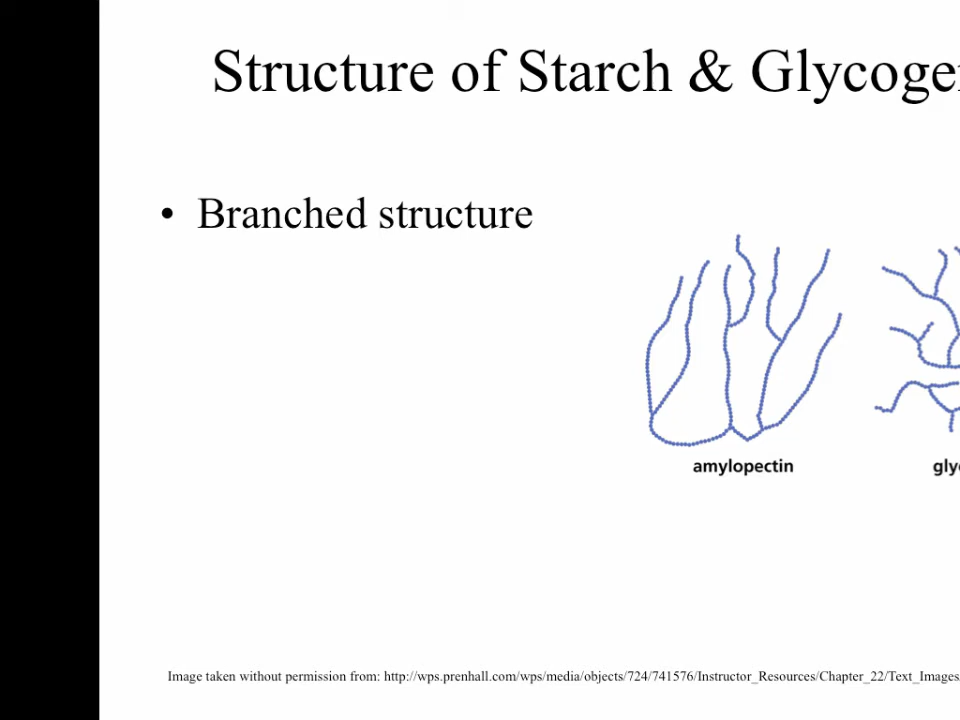 Structure of Starch & Glycoge
• Branched structure
amylopectin
gly
Image taken without permission from: http://wps.prenhall.com/wps/media/objects/724/741576/Instructor_Resources/Chapter_22/Text_Images